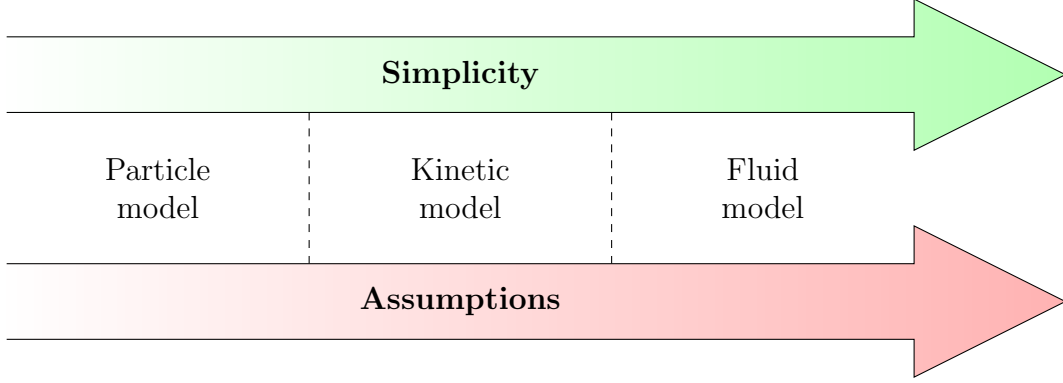 Simplicity
Particle
model
Kinetic
model
Fluid
model
Assumptions